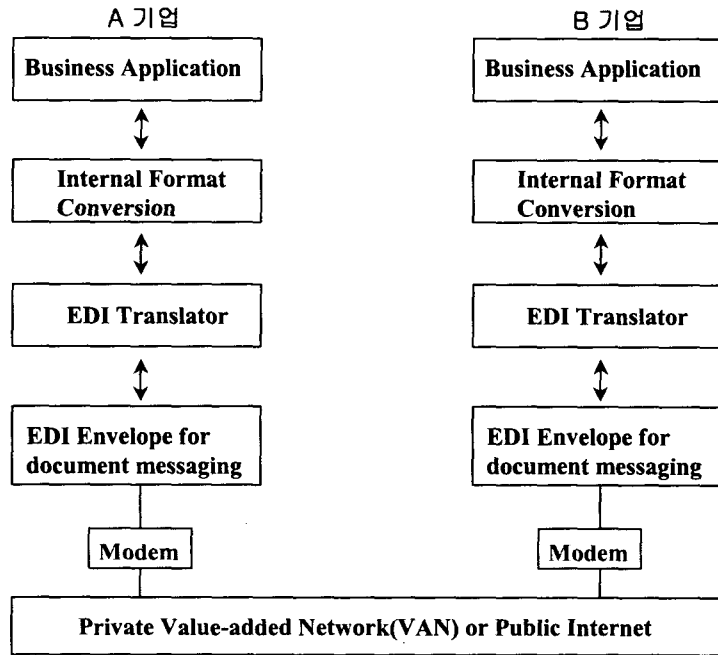 A 기업
Business Application
Internal Format
Conversion
EDI Translator
EDI Envelope for
document messaging
Modem
B 기업
Business Application
Internal Format
Conversion
EDI Translator
EDI Envelope for
document messaging
Modem
Private Value-added Network(VAN) or Public Internet